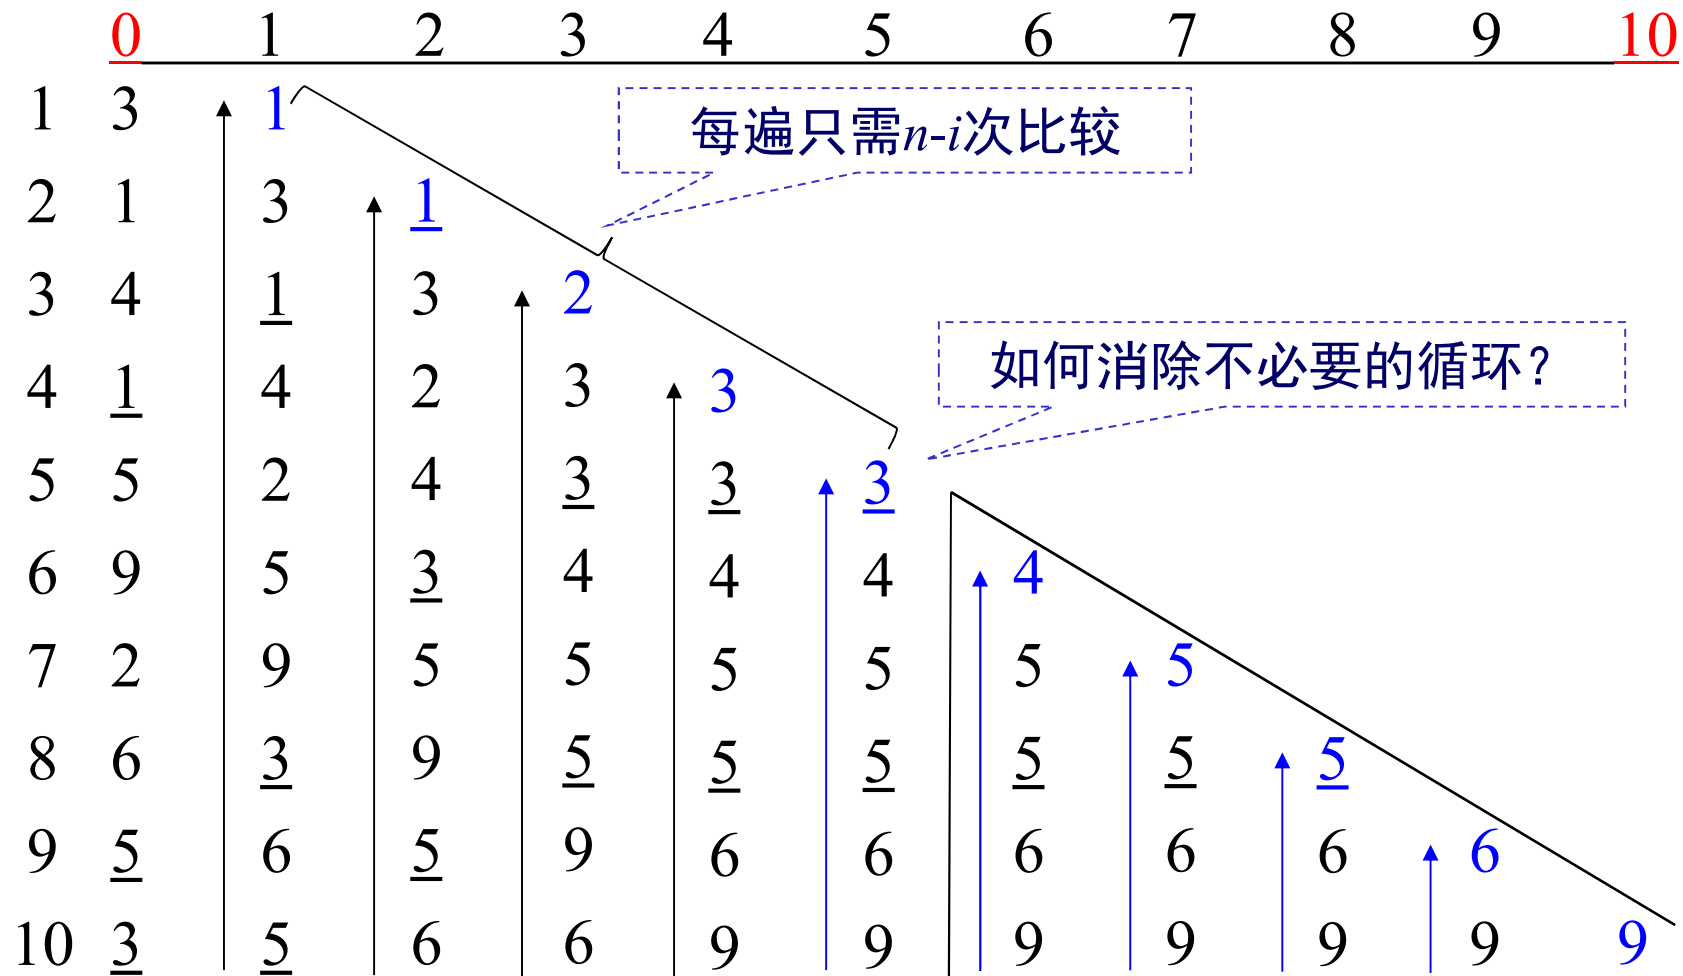 0 1 2 3 4 5 6 7 8 9 10
1 3 1
每遍只需n-i次比较
2 1 3 1
3 4 1 3 2
如何消除不必要的循环?
4 1 4 2 3 3
5 5 2 4 3 3 3
6 9 5 3 4 4 4 4
7 2 9 5 5 5 5 5 5
8 6 3 9 5 5 5 5 5 5
9 5 6 5 9 6 6 6 6 6 6
10 3 5 6 6 9 9 9 9 9 9 9